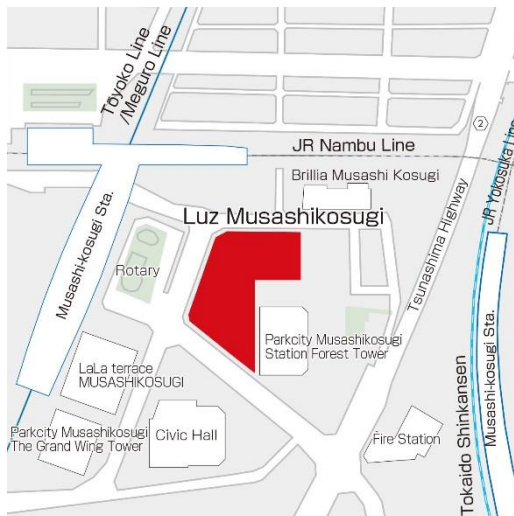 Tōyoko Line
/Meguro Line
②
JR Nambu Line
JR Yokosuka Line
Brillia Musashi Kosugi
Luz Musashikosugi
Tsunashima Highway
Musashi-kosugi Sta.
Rotary
Parkcity Musashikosugi
Station Forest Tower
LaLa terrace
MUSASHIKOSUGI
Musashi-kosugi Sta.
Parkcity Musashikosugi
The Grand Wing Tower
Civic Hall
Fire Station
Tokaido Shinkansen